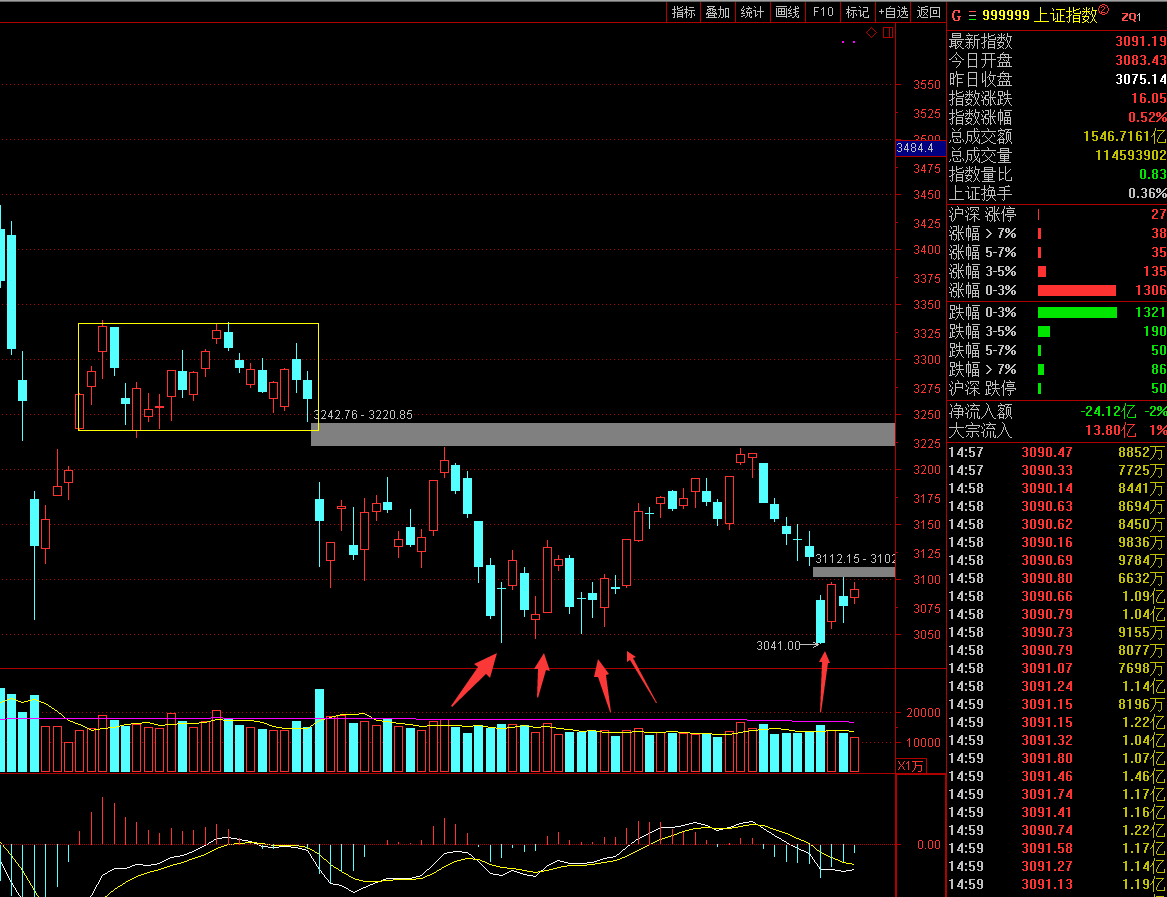 指标 叠加 统计 画线 F10 标记 +自选 返回
G 三 999999 上证指数② ZQ1
最新指数 3091.19
今日开盘 3083.43
昨日收盘 3075.14
指数涨跌 16.05
指数涨幅 0.52%
总成交额 1546.7161亿
总成交量 114593902
指数量比 0.83
上证换手 0.36%
沪深 涨停 27
涨幅 > 7% 38
涨幅 5-7% 35
涨幅 3-5% 135
涨幅 0-3% 1306
跌幅 0-3% 1321
跌幅 3-5% 190
跌幅 5-7% 50
跌幅 > 7% 86
沪深 跌停 50
净流入额 -24.12亿 -2%
大宗流入 13.80亿 1%
14:57 3090.47 8852万
14:57 3090.33 7725万
14:58 3090.14 8441万
14:58 3090.63 8694万
14:58 3090.62 8450万
14:58 3090.16 9836万
14:58 3090.69 9784万
14:58 3090.80 6632万
14:58 3090.66 1.09亿
14:58 3090.79 1.04亿
14:58 3090.73 9155万
14:58 3090.79 8077万
14:58 3091.07 7698万
14:58 3091.24 1.14亿
14:59 3091.15 8196万
14:59 3091.15 1.22亿
14:59 3091.32 1.04亿
14:59 3091.80 1.07亿
14:59 3091.46 1.46亿
14:59 3091.74 1.17亿
14:59 3091.41 1.16亿
14:59 3090.74 1.22亿
14:59 3091.58 1.17亿
14:59 3091.27 1.14亿
14:59 3091.13 1.19亿
3550
3525
3500
3484.4
3475
3450
3425
3400
3375
3350
3325
3300
3275
3250
3225
3200
3175
3150
3125
3100
3075
3050
3242.76 - 3220.85
3112.15 - 3102
3041.00
20000
10000
X1万
0.00